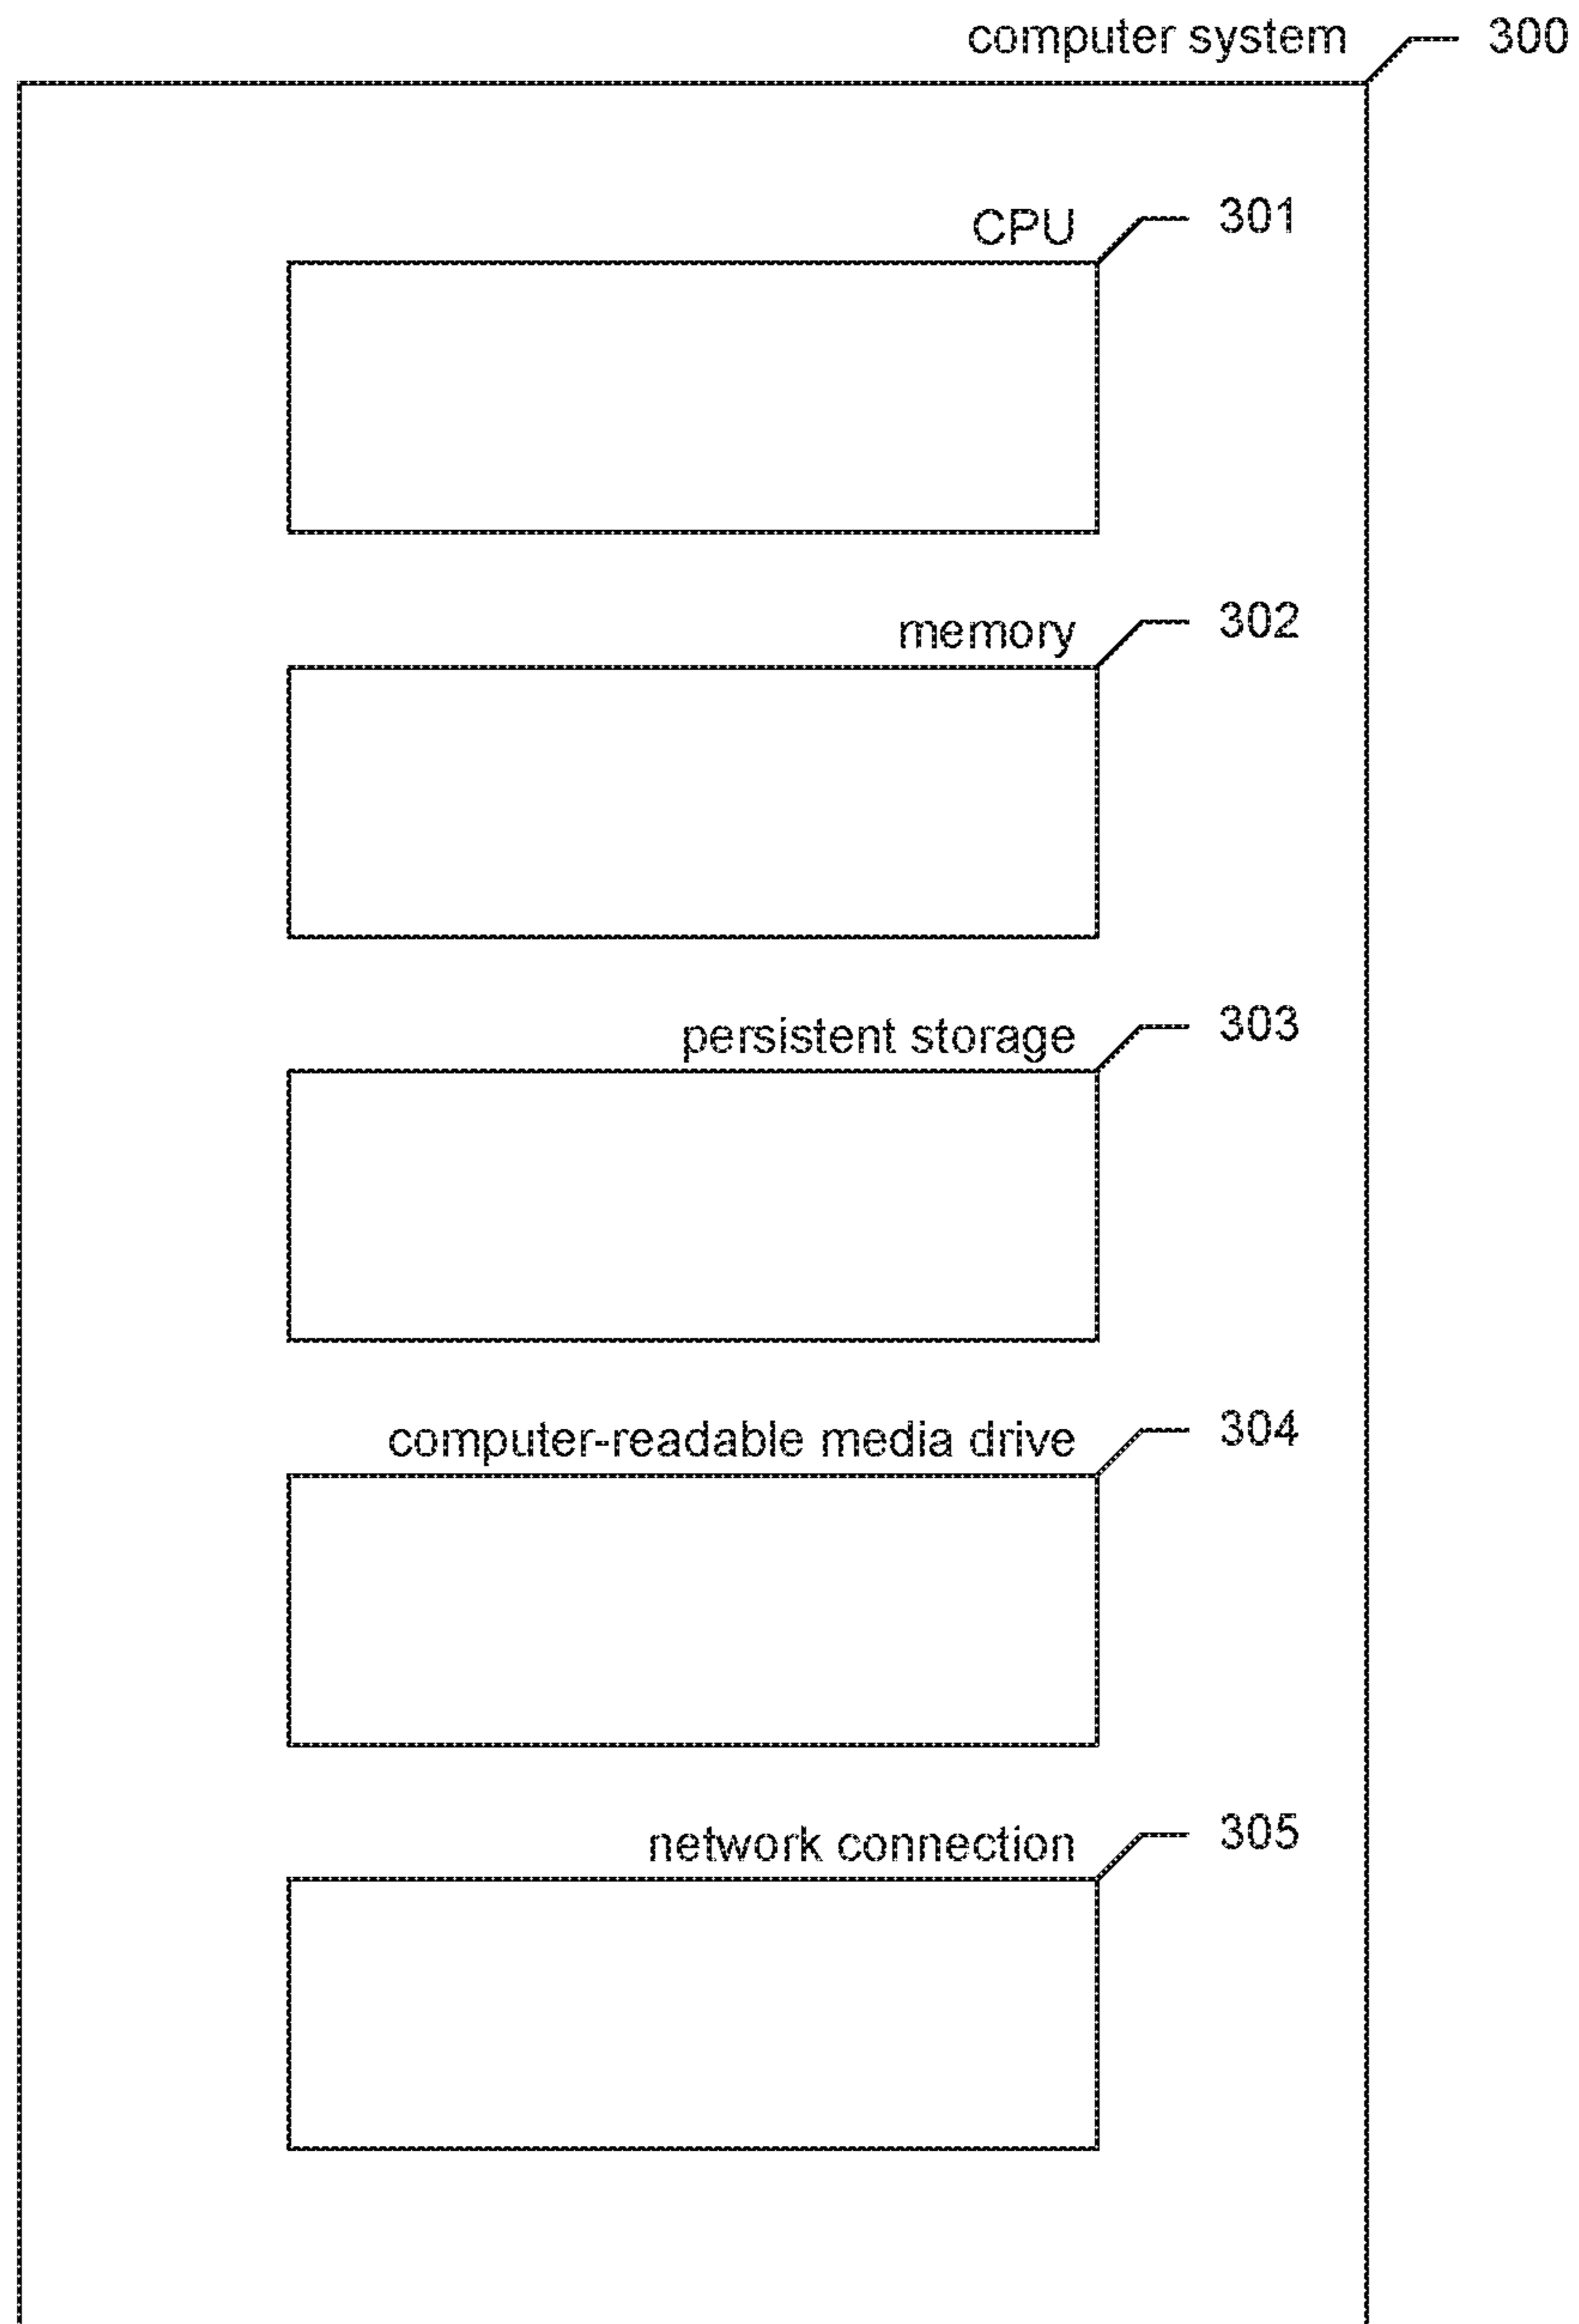 computer system 300
CPU 301
memory 302
persistent storage 303
computer-readable media drive 304
network connection 305